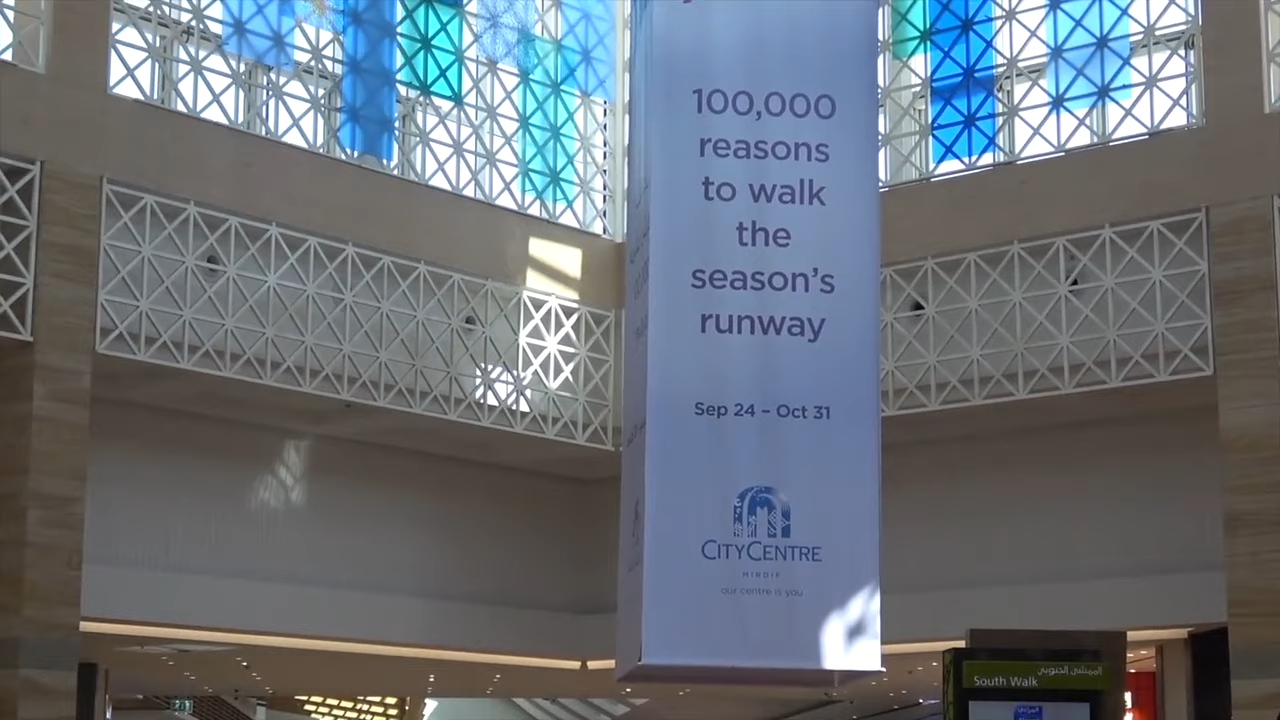 100,000
reasons
to walk
the
season's
runway
Sep 24 – Oct 31
CITYCENTRE
MIRDIF
our centre is you
الممشى الجنوبي
South Walk